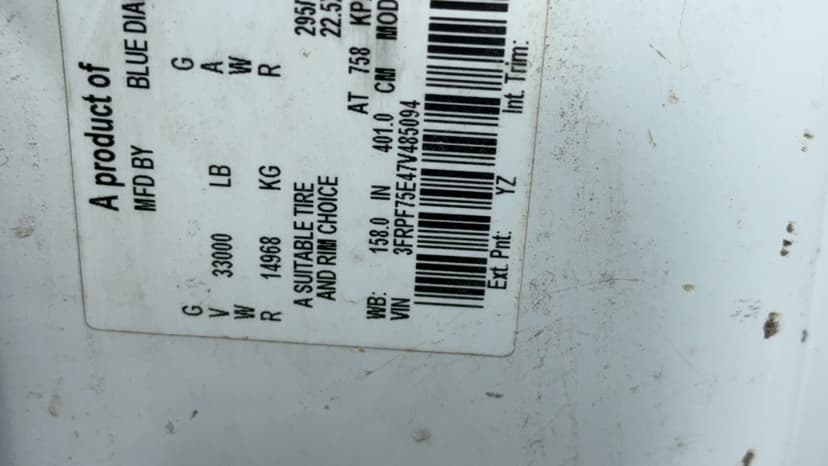 A product of
MFD BY BLUE DIA
G G
V 33000 LB A
W W
R 14968 KG R
A SUITABLE TIRE 295/
AND RIM CHOICE 22.5
AT 758 KP
WB: 158.0 IN 401.0 CM MOD
VIN 3FRPF75E47V485094
Ext. Pnt: YZ Int. Trim: